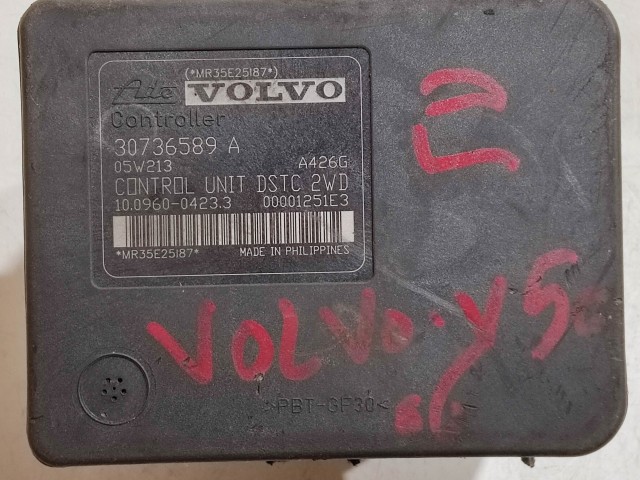 (*MR35E25187*)
Ate VOLVO
Controller
30736589 A
05W213 A426G
CONTROL UNIT DSTC 2WD
10.0960-0423.3 00001251E3
*MR35E25187* MADE IN PHILIPPINES
VOLVO.V5
>PBT-GF30<